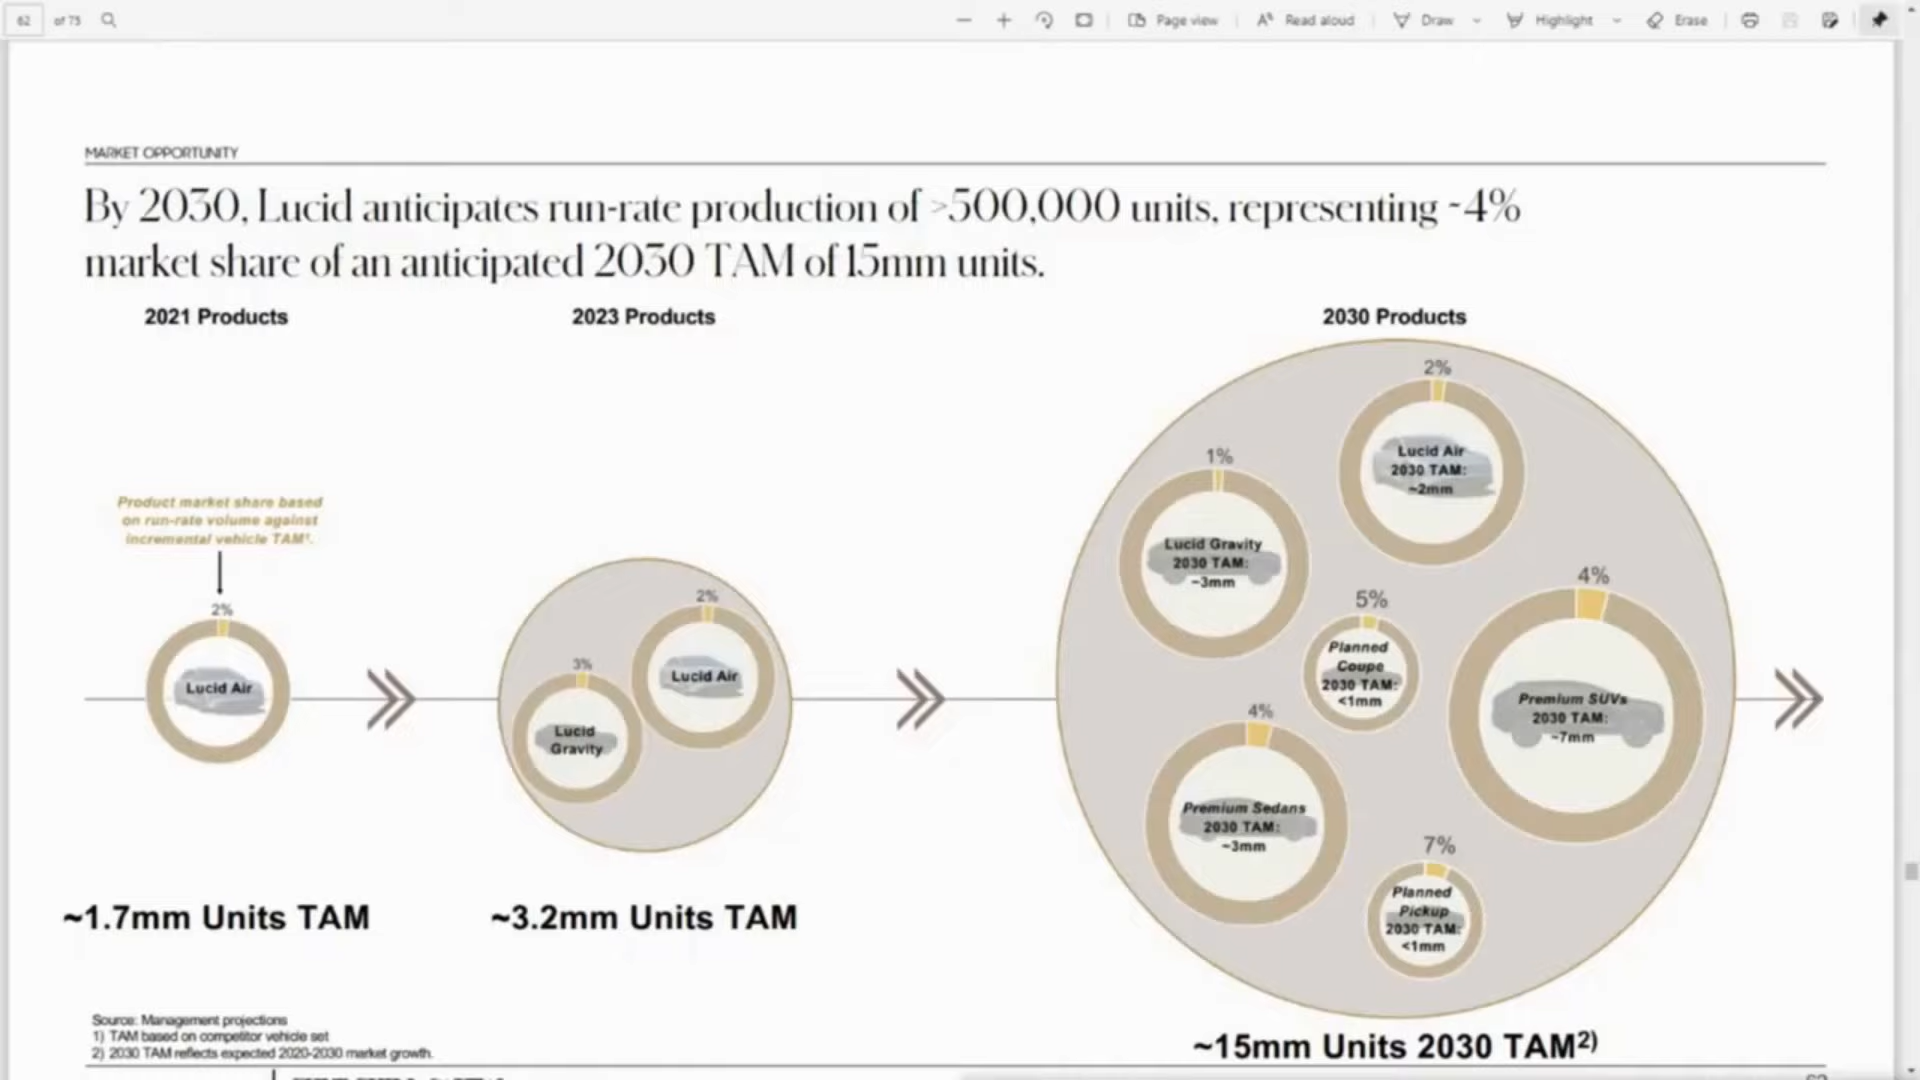 62 of 75
Page view
Read aloud
Draw
Highlight
Erase
MARKET OPPORTUNITY
By 2030, Lucid anticipates run-rate production of >500,000 units, representing ~4%
market share of an anticipated 2030 TAM of 15mm units.
2021 Products
2023 Products
2030 Products
Product market share based
on run-rate volume against
incremental vehicle TAM¹.
2%
Lucid Air
~1.7mm Units TAM
3%
Lucid
Gravity
2%
Lucid Air
~3.2mm Units TAM
2%
Lucid Air
2030 TAM:
~2mm
1%
Lucid Gravity
2030 TAM:
~3mm
5%
Planned
Coupe
2030 TAM:
<1mm
4%
Premium SUVs
2030 TAM:
~7mm
4%
Premium Sedans
2030 TAM:
~3mm
7%
Planned
Pickup
2030 TAM:
<1mm
~15mm Units 2030 TAM²⁾
Source: Management projections
1) TAM based on competitor vehicle set
2) 2030 TAM reflects expected 2020-2030 market growth.